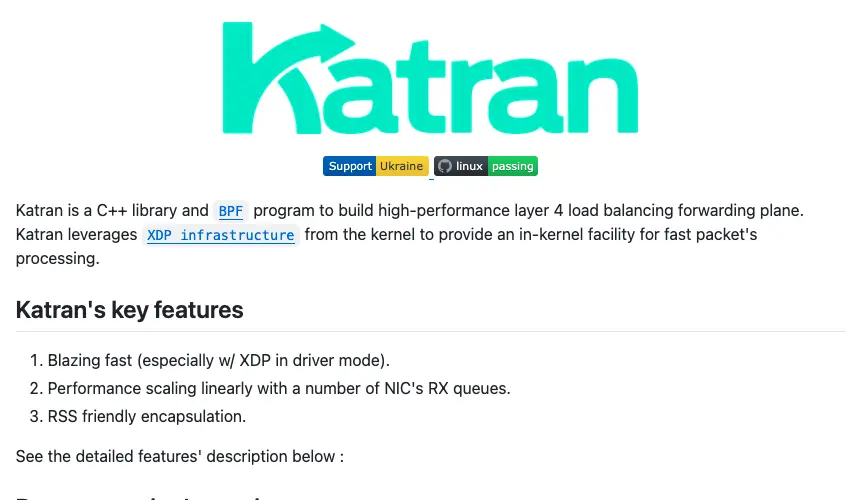 Katran
Support Ukraine linux passing
Katran is a C++ library and BPF program to build high-performance layer 4 load balancing forwarding plane.
Katran leverages XDP infrastructure from the kernel to provide an in-kernel facility for fast packet's
processing.
Katran's key features
1. Blazing fast (especially w/ XDP in driver mode).
2. Performance scaling linearly with a number of NIC's RX queues.
3. RSS friendly encapsulation.
See the detailed features' description below :